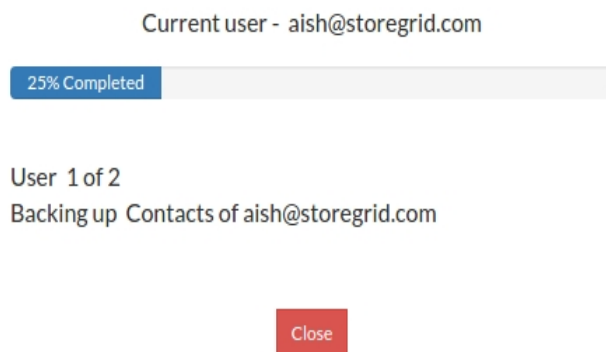 Current user - aish@storegrid.com
25% Completed
User 1 of 2
Backing up Contacts of aish@storegrid.com
Close